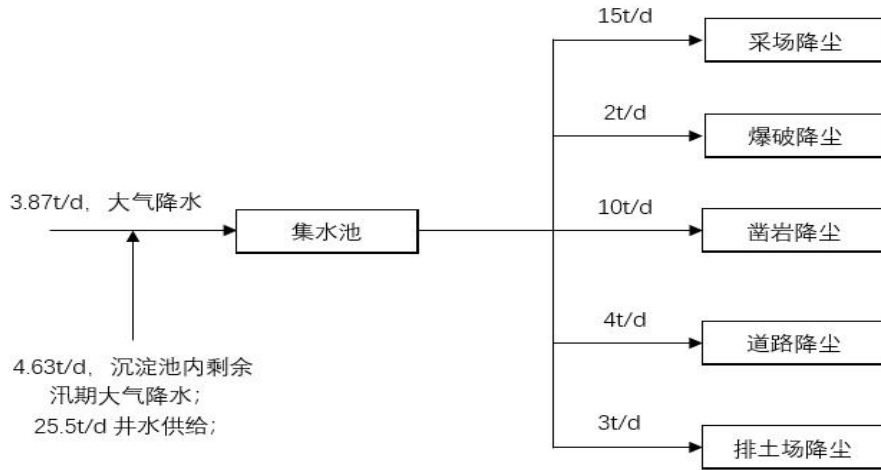 15t/d
采场降尘
2t/d
爆破降尘
3.87t/d，大气降水
集水池
10t/d
凿岩降尘
4t/d
道路降尘
4.63t/d，沉淀池内剩余
汛期大气降水；
25.5t/d 井水供给；
3t/d
排土场降尘